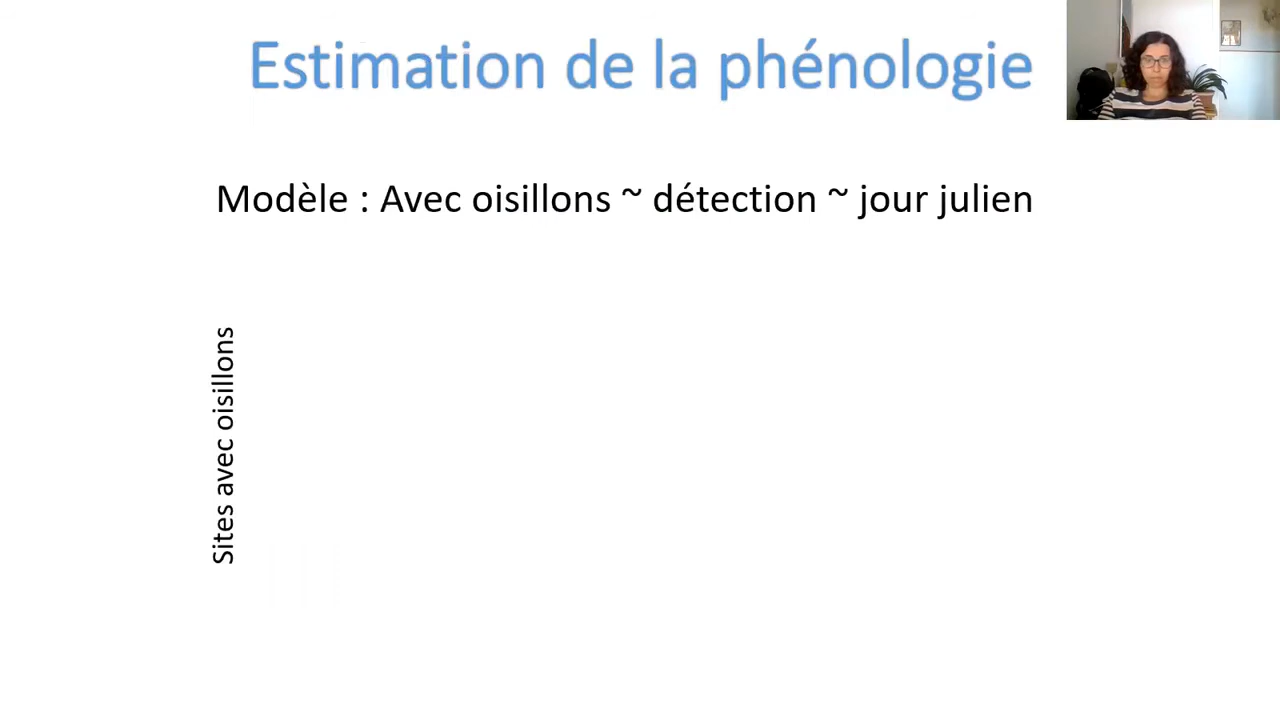 Estimation de la phénologie
Modèle : Avec oisillons ~ détection ~ jour julien
Sites avec oisillons